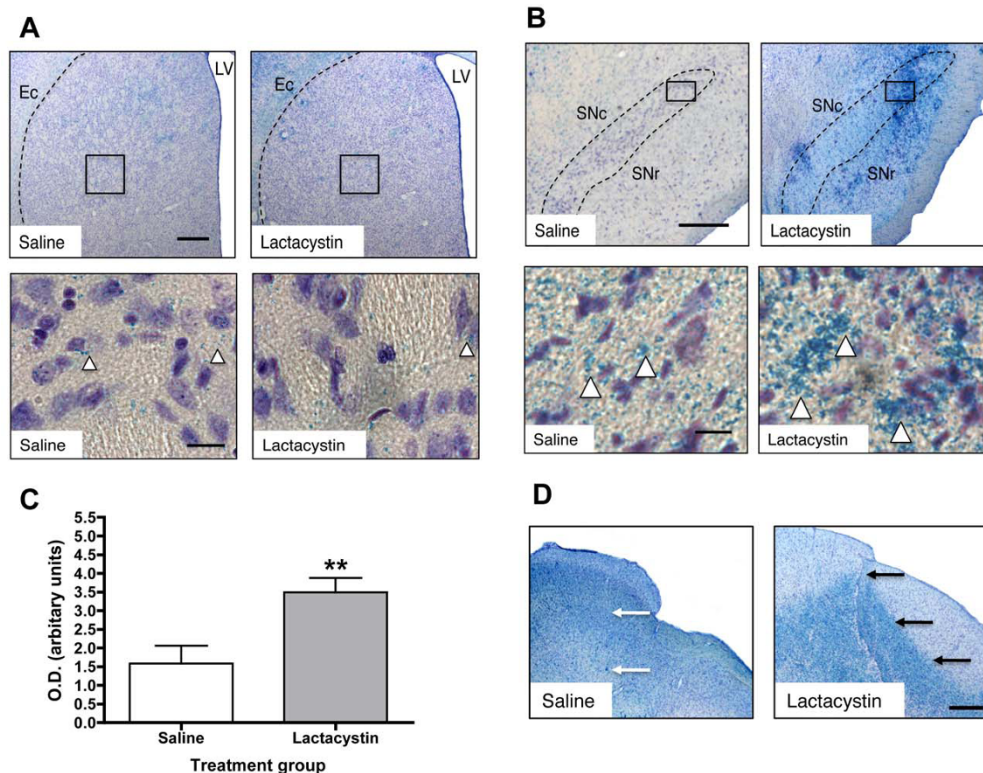 A
Ec
LV
Saline
LV
Ec
Lactacystin
Saline
Lactacystin
B
SNc
SNr
Saline
SNc
SNr
Lactacystin
Saline
Lactacystin
C
O.D. (arbitary units)
5.5
5.0
4.5
4.0
3.5
3.0
2.5
2.0
1.5
1.0
0.5
0.0
**
Saline
Lactacystin
Treatment group
D
Saline
Lactacystin